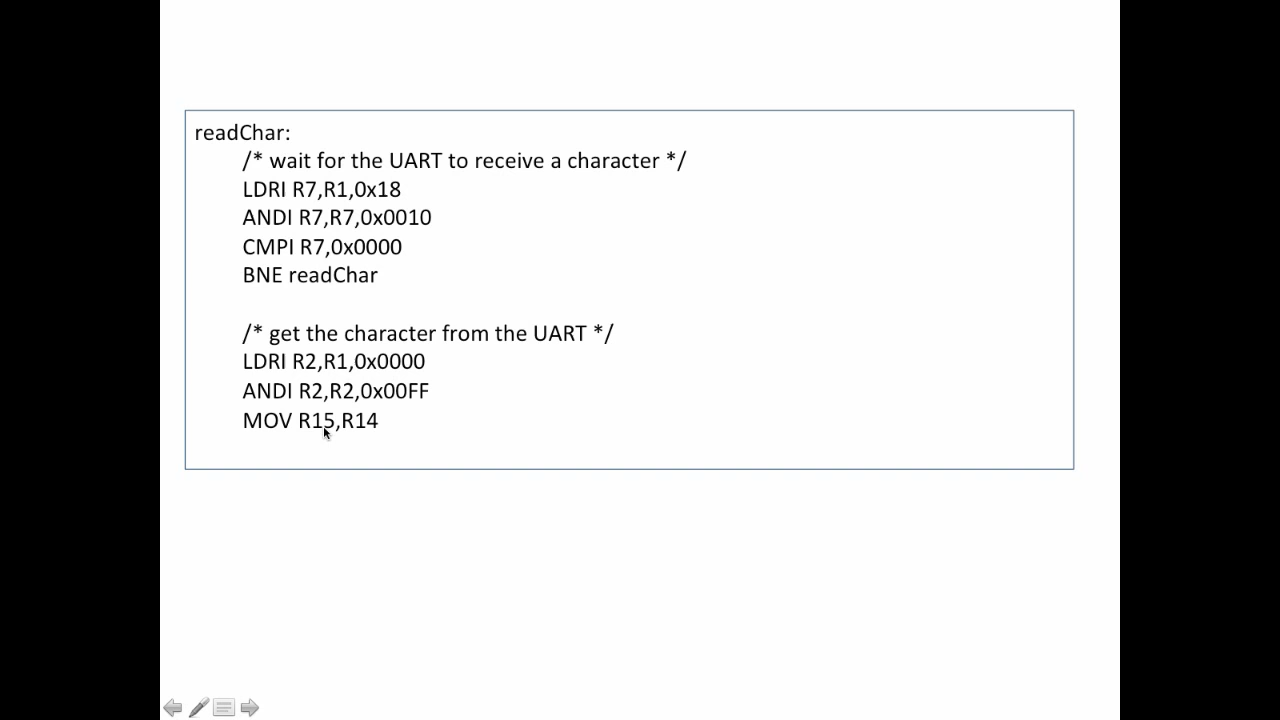 readChar:
/* wait for the UART to receive a character */
LDRI R7,R1,0x18
ANDI R7,R7,0x0010
CMPI R7,0x0000
BNE readChar
/* get the character from the UART */
LDRI R2,R1,0x0000
ANDI R2,R2,0x00FF
MOV R15,R14